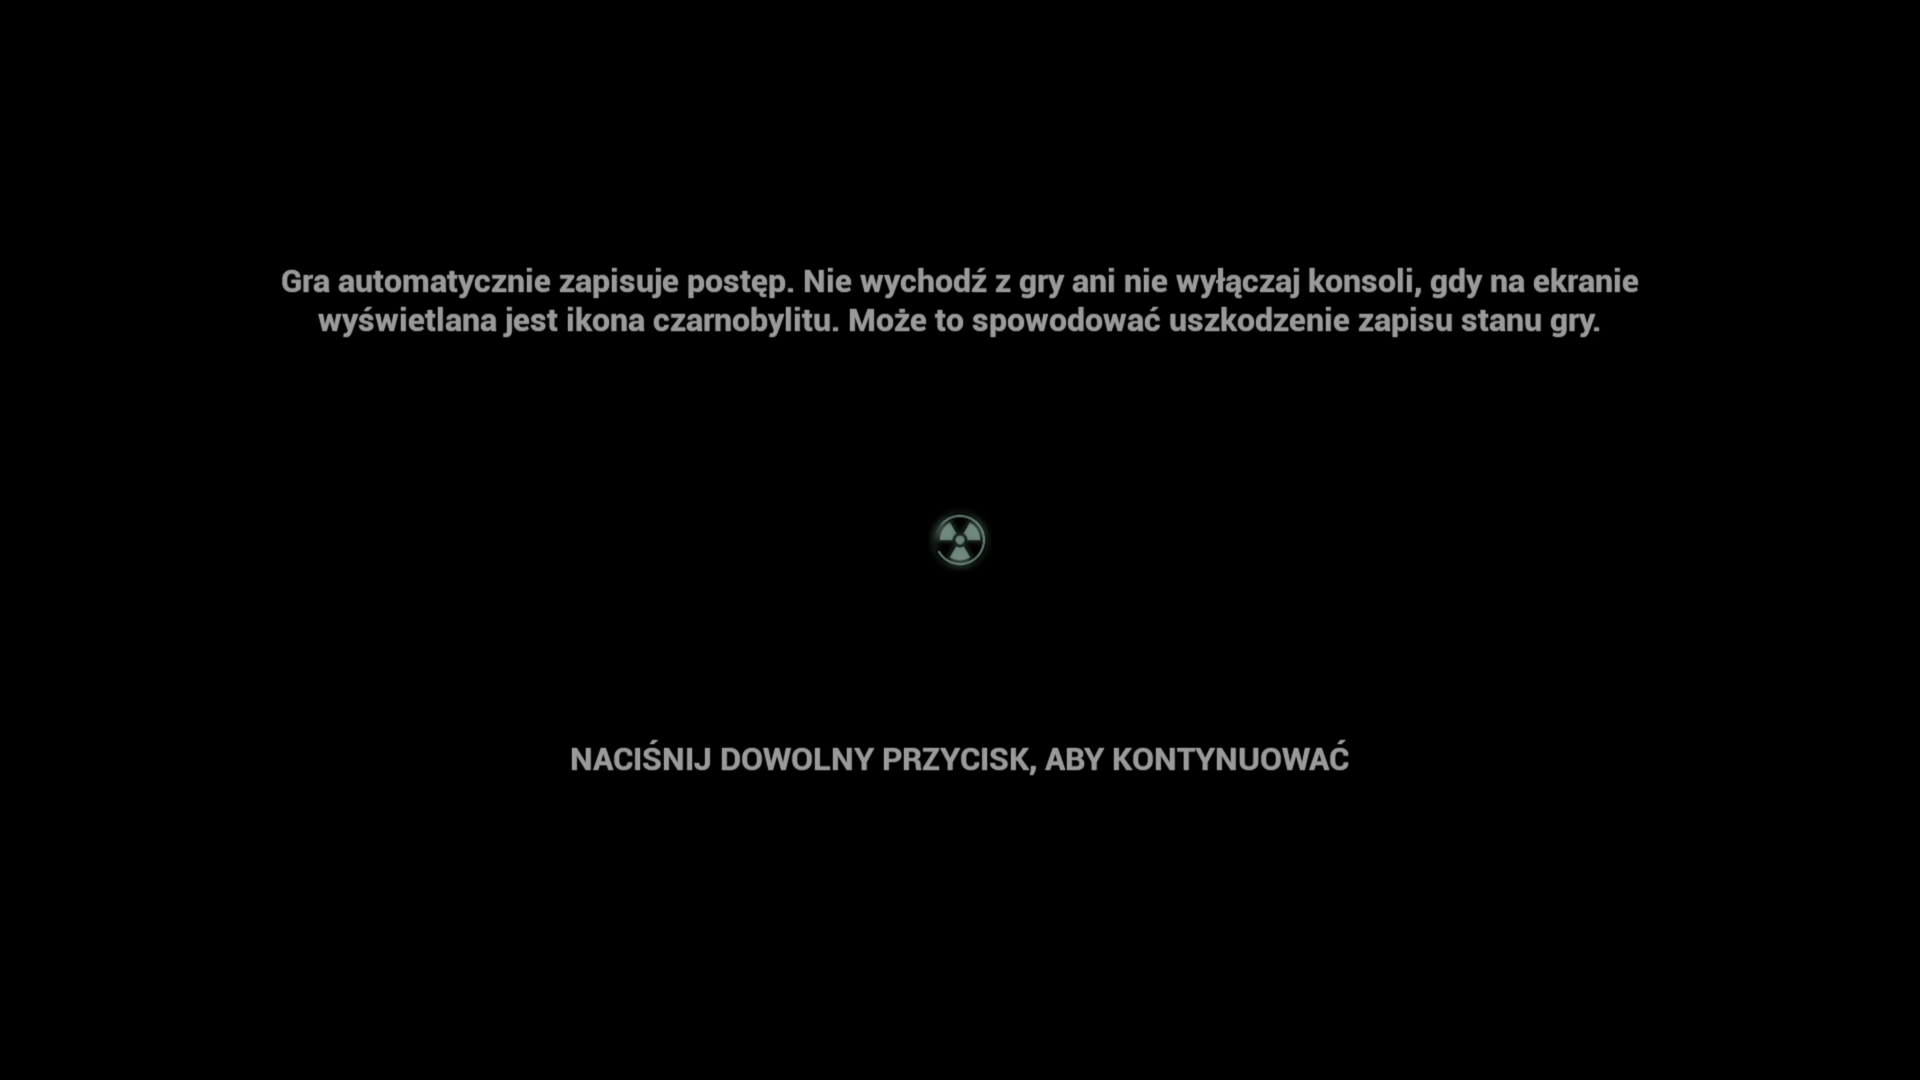 Gra automatycznie zapisuje postęp. Nie wychodź z gry ani nie wyłączaj konsoli, gdy na ekranie
wyświetlana jest ikona czarnobylitu. Może to spowodować uszkodzenie zapisu stanu gry.
NACIŚNIJ DOWOLNY PRZYCISK, ABY KONTYNUOWAĆ